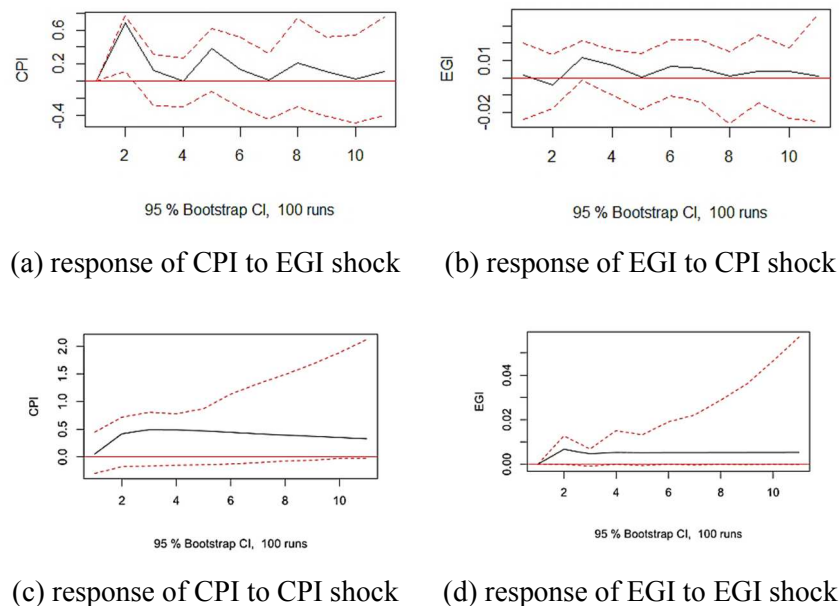 CPI
0.6
0.2
-0.4
2 4 6 8 10
95 % Bootstrap CI, 100 runs
(a) response of CPI to EGI shock
EGI
0.01
-0.02
2 4 6 8 10
95 % Bootstrap CI, 100 runs
(b) response of EGI to CPI shock
CPI
2.0
1.5
1.0
0.5
0.0
2 4 6 8 10
95 % Bootstrap CI, 100 runs
(c) response of CPI to CPI shock
EGI
0.04
0.02
0.00
2 4 6 8 10
95 % Bootstrap CI, 100 runs
(d) response of EGI to EGI shock